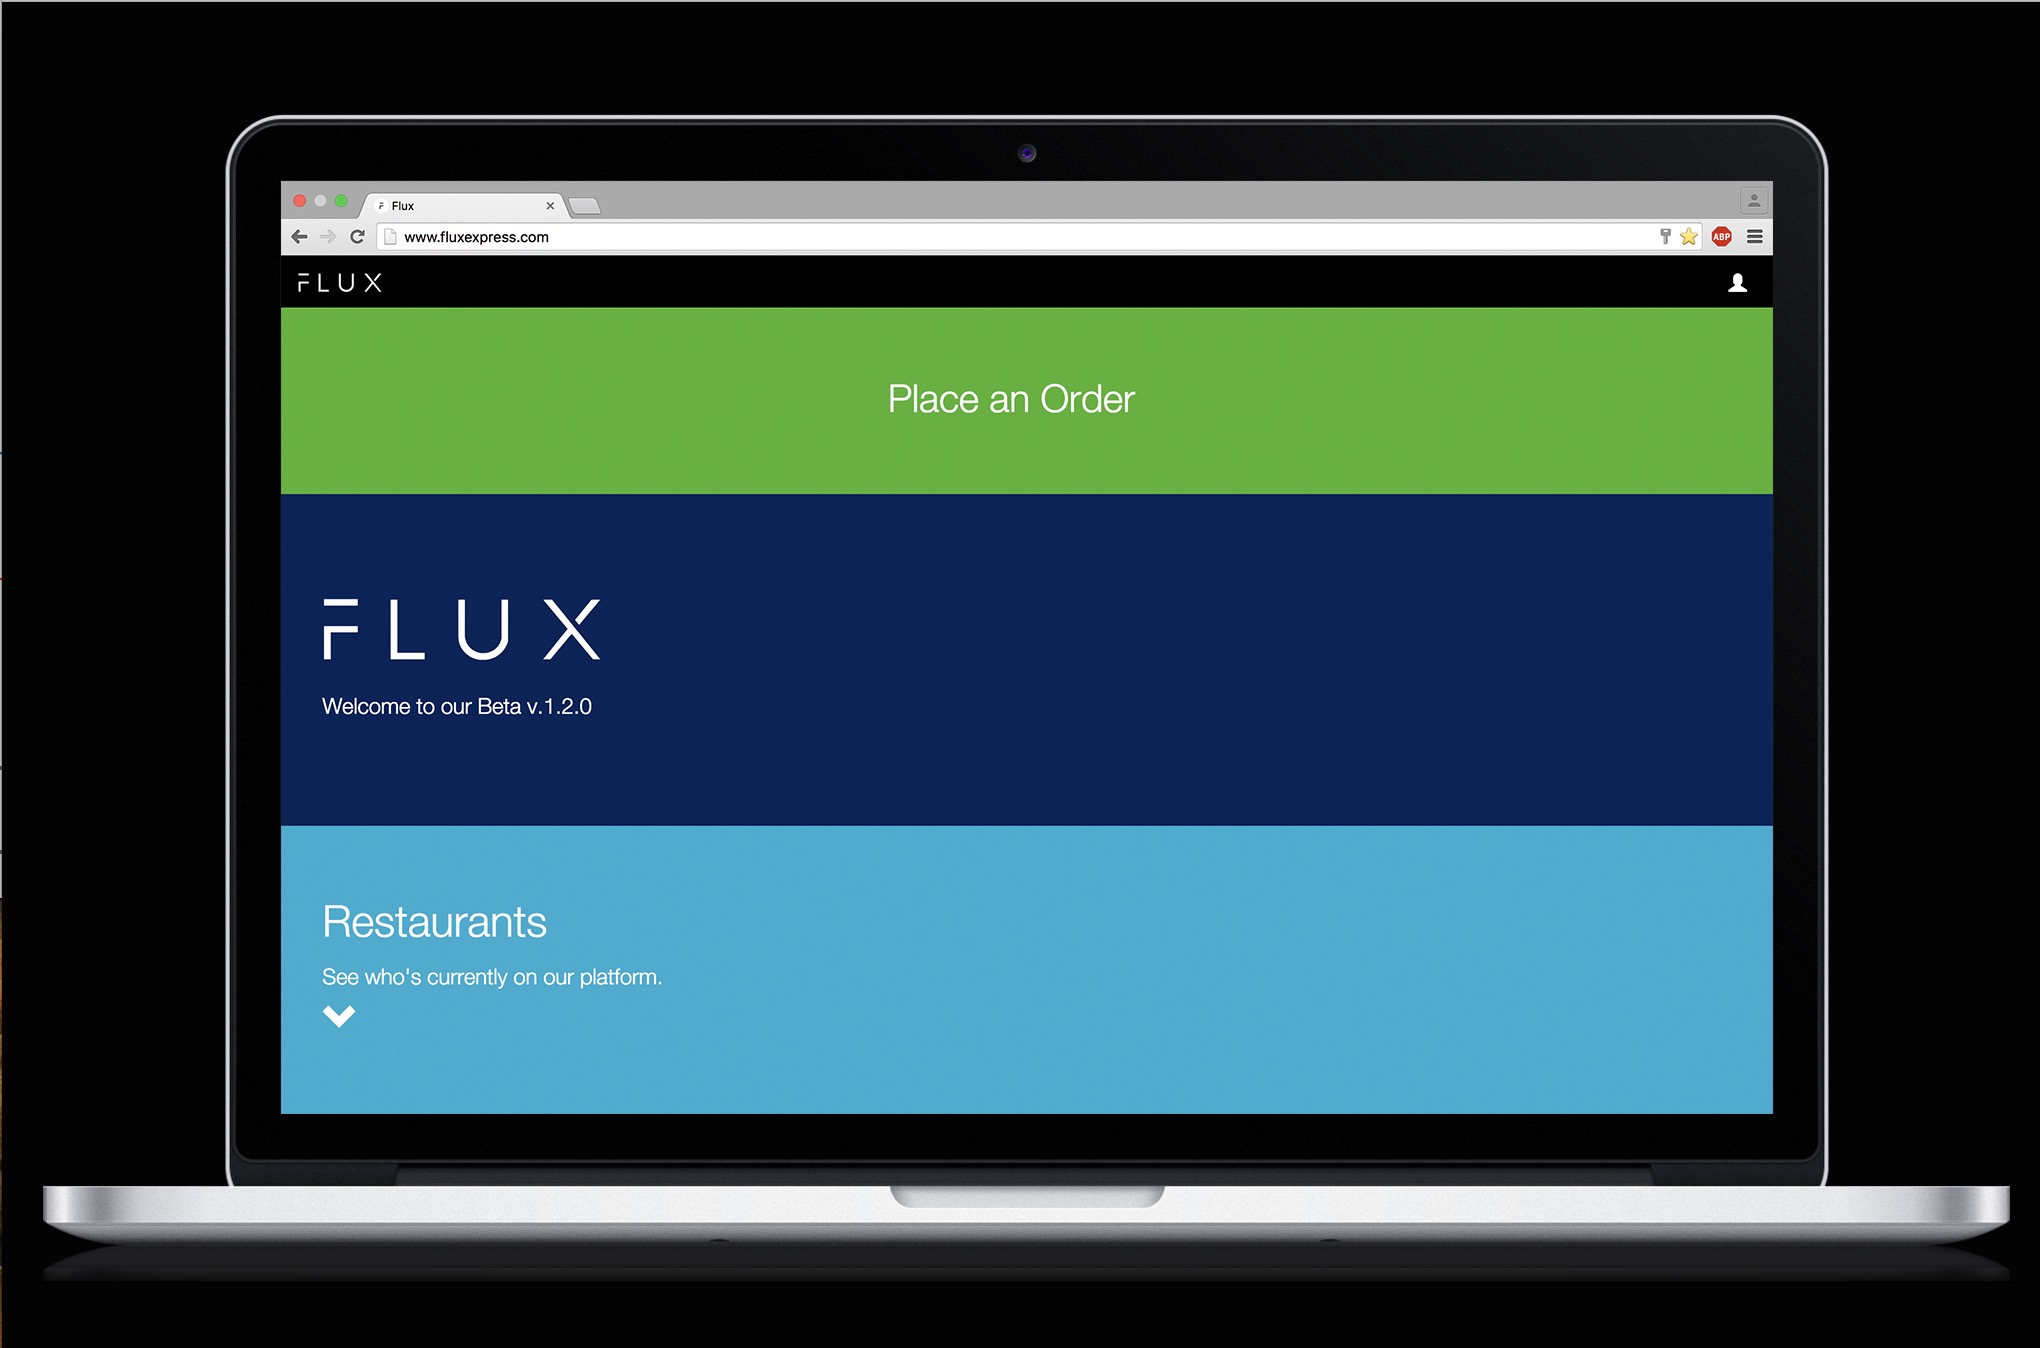 Flux
www.fluxexpress.com
ABP
FLUX
Place an Order
FLUX
Welcome to our Beta v.1.2.0
Restaurants
See who's currently on our platform.